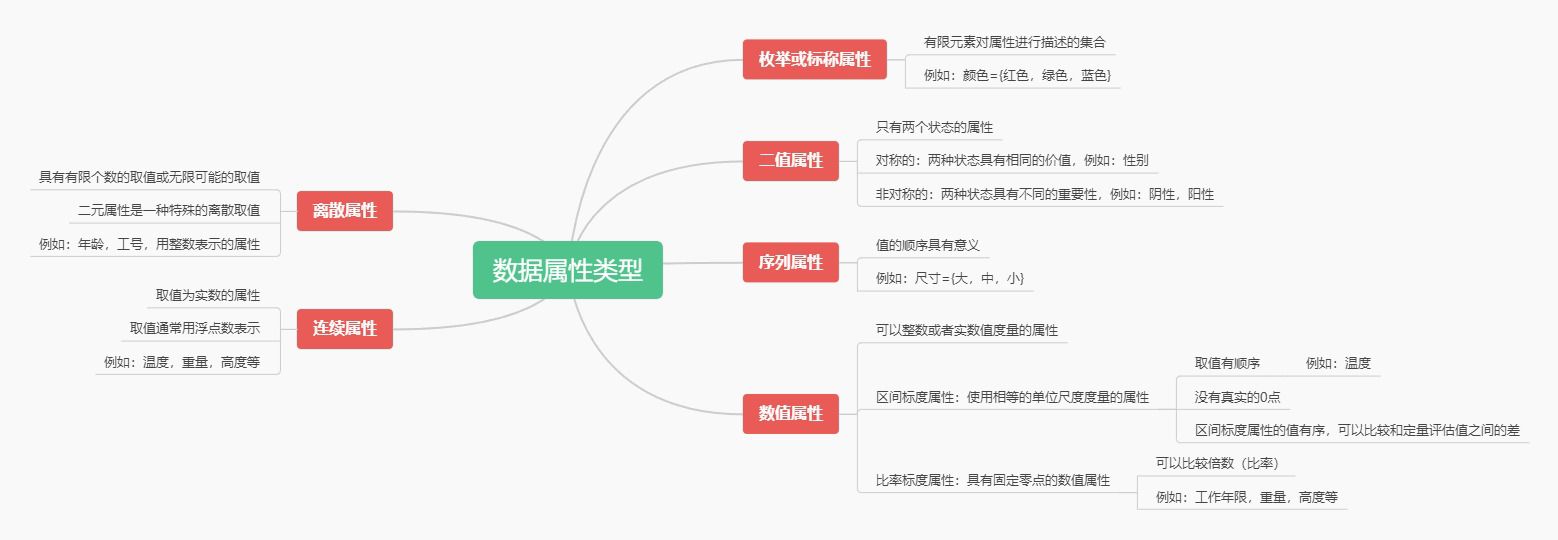 数据属性类型
枚举或标称属性
有限元素对属性进行描述的集合
例如：颜色={红色，绿色，蓝色}
二值属性
只有两个状态的属性
对称的：两种状态具有相同的价值，例如：性别
非对称的：两种状态具有不同的重要性，例如：阴性，阳性
序列属性
值的顺序具有意义
例如：尺寸={大，中，小}
数值属性
可以整数或者实数值度量的属性
区间标度属性：使用相等的单位尺度度量的属性
取值有顺序
例如：温度
没有真实的0点
区间标度属性的值有序，可以比较和定量评估值之间的差
比率标度属性：具有固定零点的数值属性
可以比较倍数（比率）
例如：工作年限，重量，高度等
离散属性
具有有限个数的取值或无限可能的取值
二元属性是一种特殊的离散取值
例如：年龄，工号，用整数表示的属性
连续属性
取值为实数的属性
取值通常用浮点数表示
例如：温度，重量，高度等